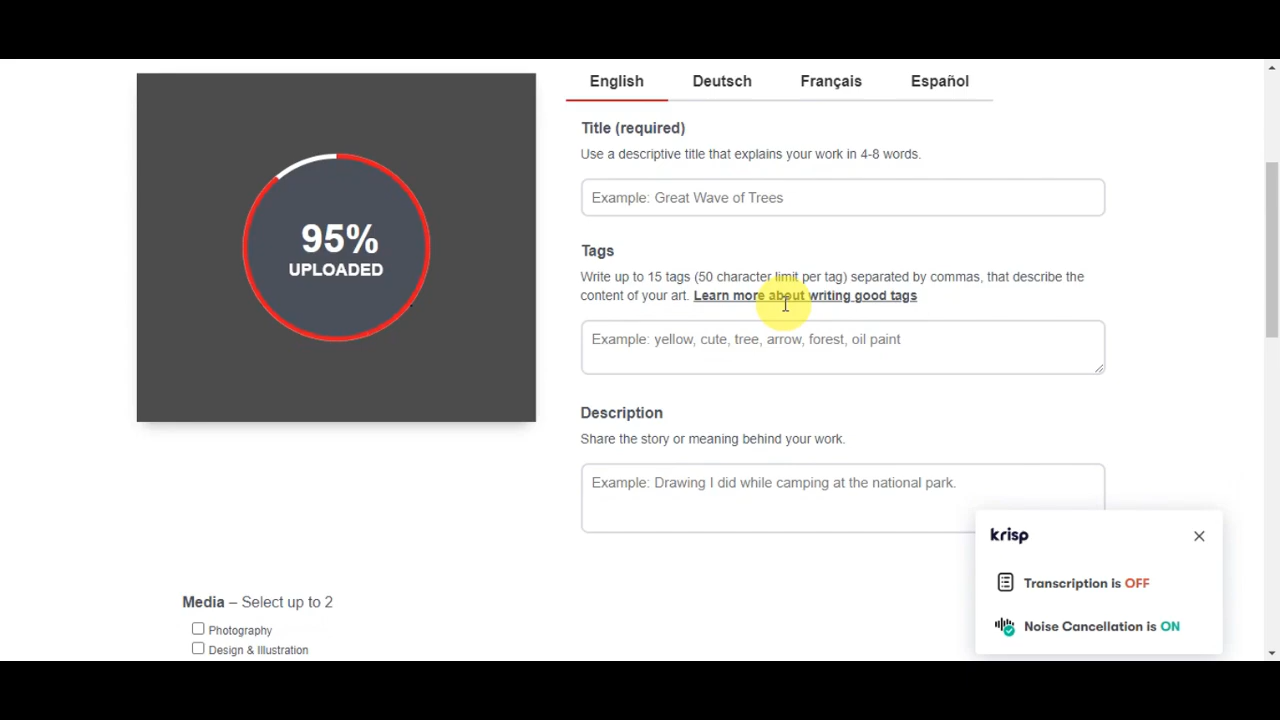 English Deutsch Français Español
Title (required)
Use a descriptive title that explains your work in 4-8 words.
Example: Great Wave of Trees
95%
UPLOADED
Tags
Write up to 15 tags (50 character limit per tag) separated by commas, that describe the
content of your art. Learn more about writing good tags
Example: yellow, cute, tree, arrow, forest, oil paint
Description
Share the story or meaning behind your work.
Example: Drawing I did while camping at the national park.
krisp
Transcription is OFF
Noise Cancellation is ON
Media – Select up to 2
Photography
Design & Illustration